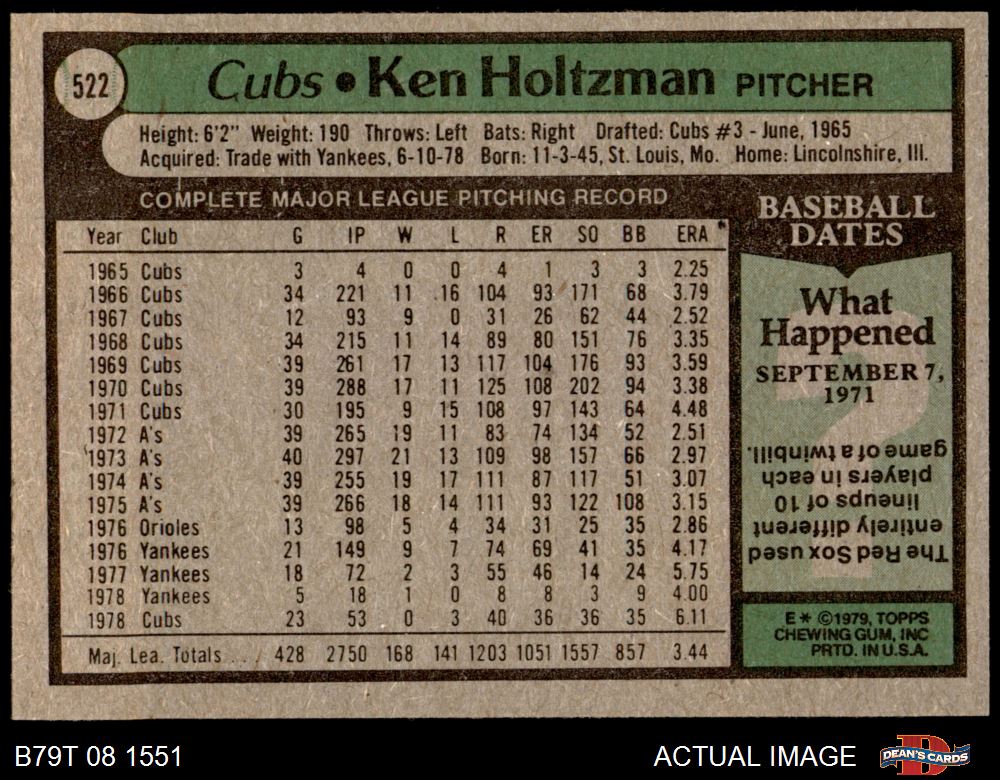 522
Cubs • Ken Holtzman PITCHER
Height: 6'2" Weight: 190 Throws: Left Bats: Right Drafted: Cubs #3 - June, 1965
Acquired: Trade with Yankees, 6-10-78 Born: 11-3-45, St. Louis, Mo. Home: Lincolnshire, Ill.
COMPLETE MAJOR LEAGUE PITCHING RECORD
Year Club G IP W L R ER SO BB ERA
1965 Cubs 3 4 0 0 4 1 3 3 2.25
1966 Cubs 34 221 11 16 104 93 171 68 3.79
1967 Cubs 12 93 9 0 31 26 62 44 2.52
1968 Cubs 34 215 11 14 89 80 151 76 3.35
1969 Cubs 39 261 17 13 117 104 176 93 3.59
1970 Cubs 39 288 17 11 125 108 202 94 3.38
1971 Cubs 30 195 9 15 108 97 143 64 4.48
1972 A's 39 265 19 11 83 74 134 52 2.51
1973 A's 40 297 21 13 109 98 157 66 2.97
1974 A's 39 255 19 17 111 87 117 51 3.07
1975 A's 39 266 18 14 111 93 122 108 3.15
1976 Orioles 13 98 5 4 34 31 25 35 2.86
1976 Yankees 21 149 9 7 74 69 41 35 4.17
1977 Yankees 18 72 2 3 55 46 14 24 5.75
1978 Yankees 5 18 1 0 8 8 3 9 4.00
1978 Cubs 23 53 0 3 40 36 36 35 6.11
Maj. Lea. Totals ... 428 2750 168 141 1203 1051 1557 857 3.44
BASEBALL
DATES
What
Happened
SEPTEMBER 7,
1971
The Red Sox used
entirely different
lineups of 10
players in each
game of a twinbill.
E* ©1979, TOPPS
CHEWING GUM, INC
PRTD. IN U.S.A.
B79T 08 1551
ACTUAL IMAGE
DEAN'S CARDS